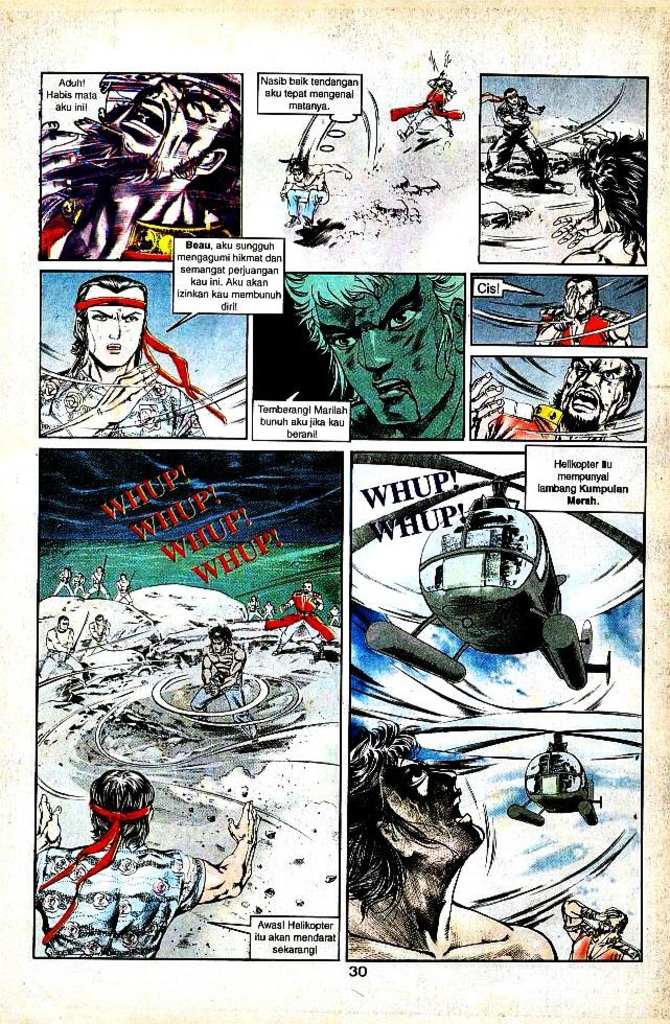 Aduh!
Habis mata
aku ini!
Nasib baik tendangan
aku tepat mengenai
matanya.
Beau, aku sungguh
mengagumi hikmat dan
semangat perjuangan
kau ini. Aku akan
izinkan kau membunuh
diri!
Temberang! Marilah
bunuh aku jika kau
berani!
Cis!
WHUP!
WHUP!
WHUP!
WHUP!
Awas! Helikopter
itu akan mendarat
sekarang!
Helikopter itu
mempunyai
lambang Kumpulan
Merah.
WHUP!
WHUP!
30